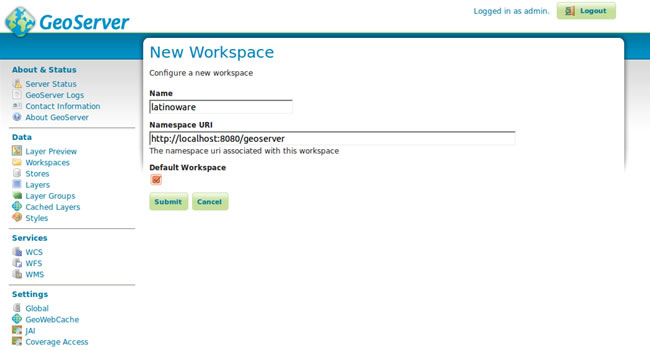 GeoServer
Logged in as admin.
Logout
About & Status
Server Status
GeoServer Logs
Contact Information
About GeoServer
Data
Layer Preview
Workspaces
Stores
Layers
Layer Groups
Cached Layers
Styles
Services
WCS
WFS
WMS
Settings
Global
GeoWebCache
JAI
Coverage Access
New Workspace
Configure a new workspace
Name
latinoware
Namespace URI
http://localhost:8080/geoserver
The namespace uri associated with this workspace
Default Workspace
Submit Cancel